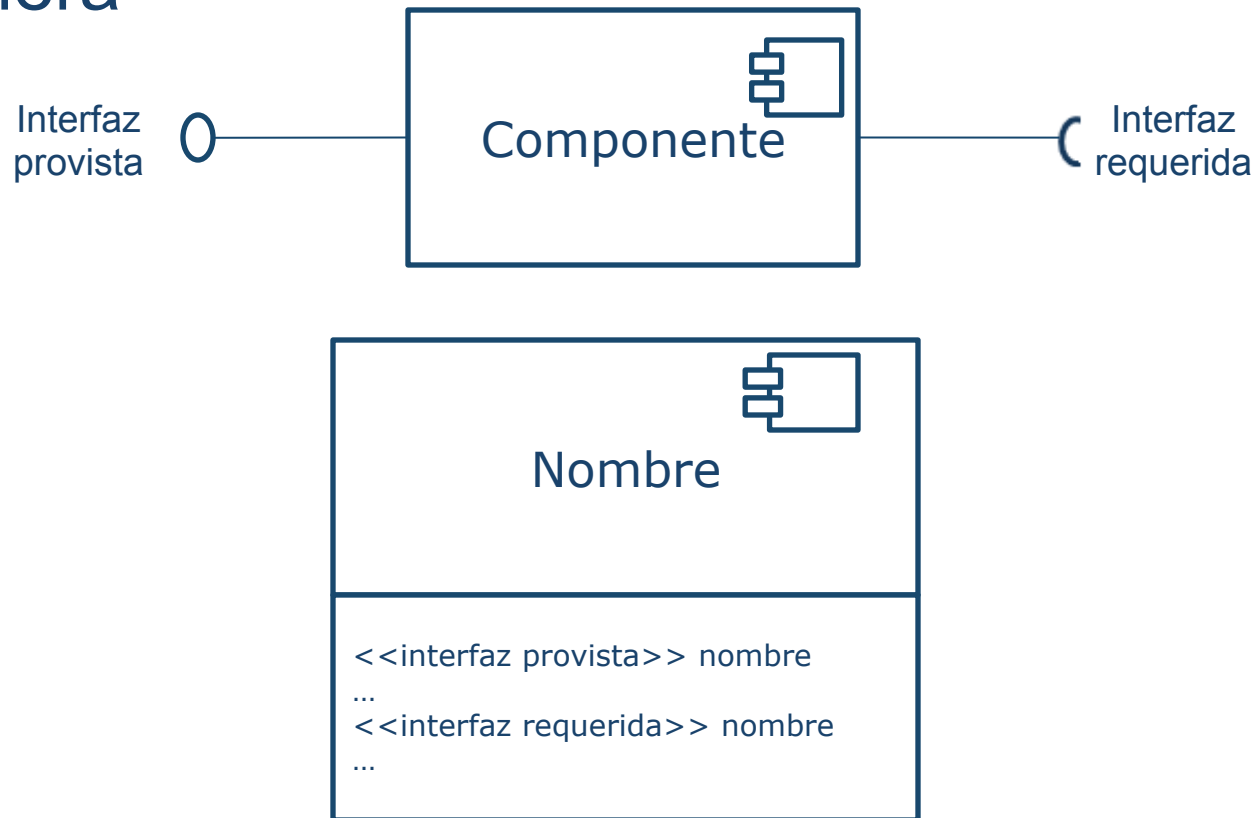 Interfaz
provista
Componente
Interfaz
requerida
Nombre
<<interfaz provista>> nombre
…
<<interfaz requerida>> nombre
…